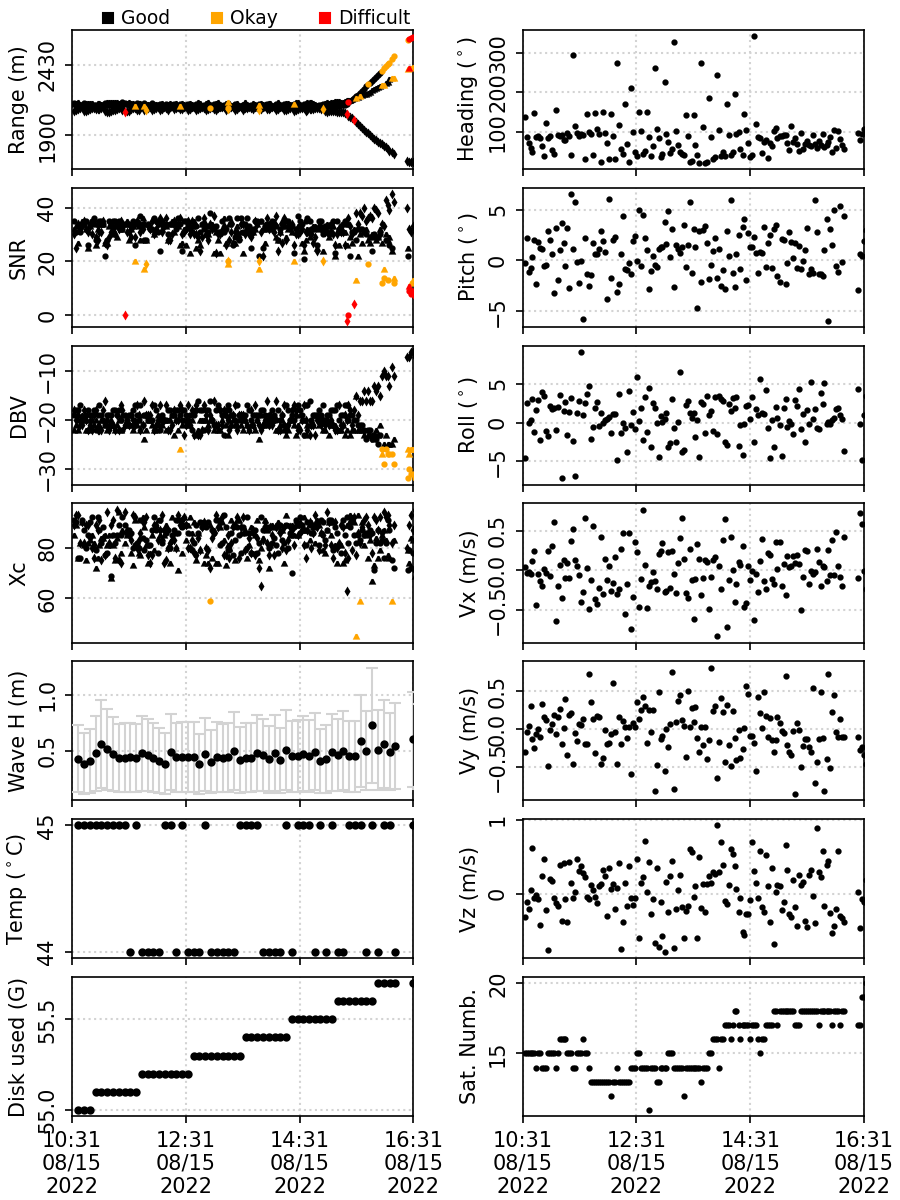 Good Okay Difficult
Range (m)
2430
1900
Heading (°)
300
200
100
SNR
40
20
0
Pitch (°)
5
0
−5
DBV
−10
−20
−30
Roll (°)
5
0
−5
Xc
80
60
Vx (m/s)
0.5
0.0
−0.5
Wave H (m)
1.0
0.5
Vy (m/s)
0.5
0.0
−0.5
Temp (°C)
45
44
Vz (m/s)
1
0
Disk used (G)
55.5
55.0
Sat. Numb.
20
15
10:31 12:31 14:31 16:31
08/15 08/15 08/15 08/15
2022 2022 2022 2022
10:31 12:31 14:31 16:31
08/15 08/15 08/15 08/15
2022 2022 2022 2022